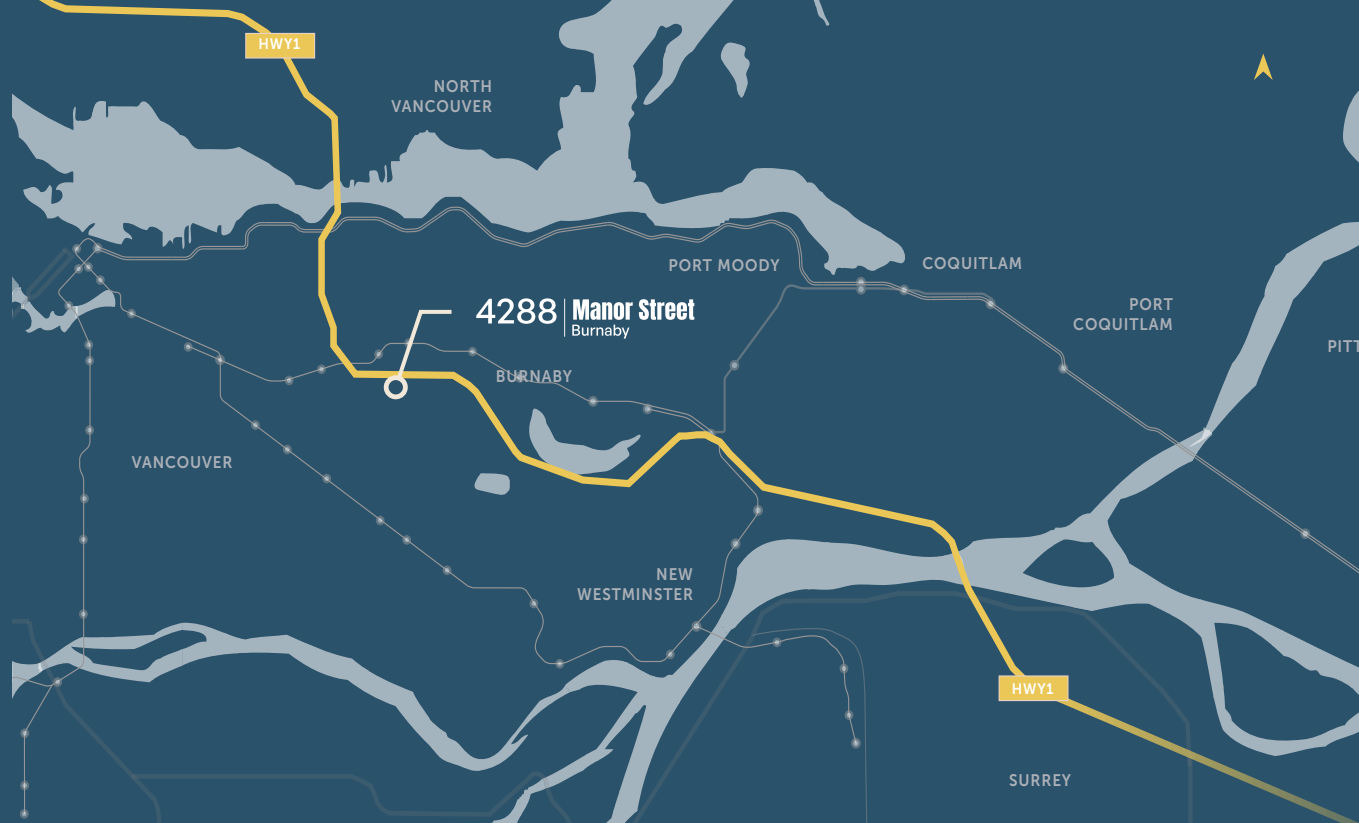 HWY1
NORTH
VANCOUVER
PORT MOODY
COQUITLAM
4288 Manor Street
Burnaby
PORT
COQUITLAM
PITT
BURNABY
VANCOUVER
NEW
WESTMINSTER
HWY1
SURREY